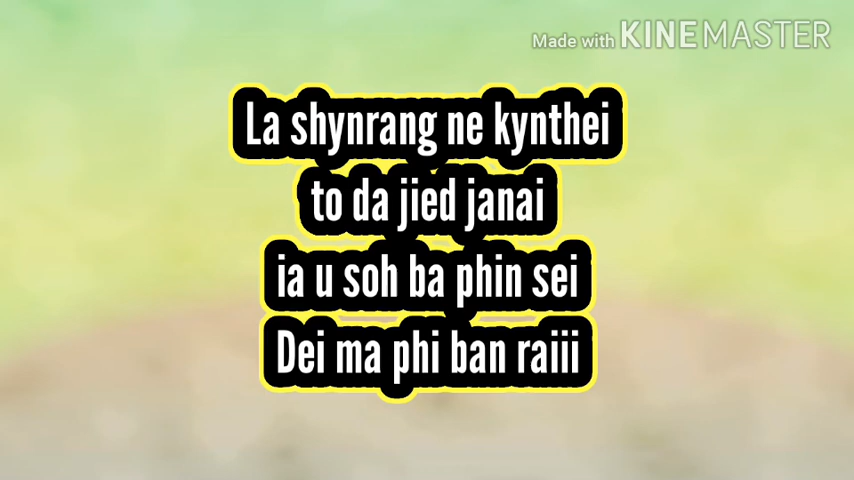 Made with KINEMASTER
La shynrang ne kynthei
to da jied janai
ia u soh ba phin sei
Dei ma phi ban raiii